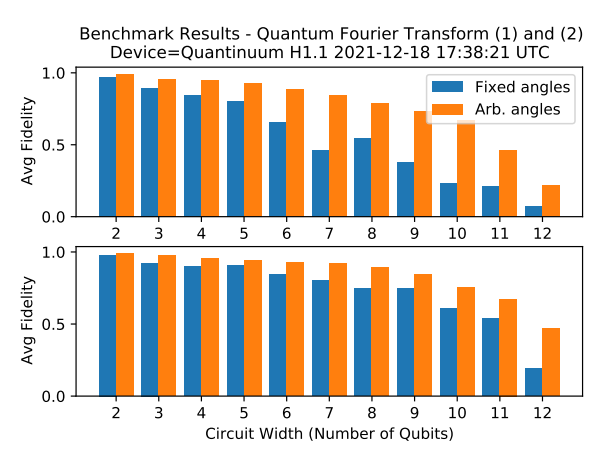 Benchmark Results - Quantum Fourier Transform (1) and (2)
Device=Quantinuum H1.1 2021-12-18 17:38:21 UTC
Avg Fidelity
1.0
0.5
0.0
Fixed angles
Arb. angles
2 3 4 5 6 7 8 9 10 11 12
Avg Fidelity
1.0
0.5
0.0
2 3 4 5 6 7 8 9 10 11 12
Circuit Width (Number of Qubits)